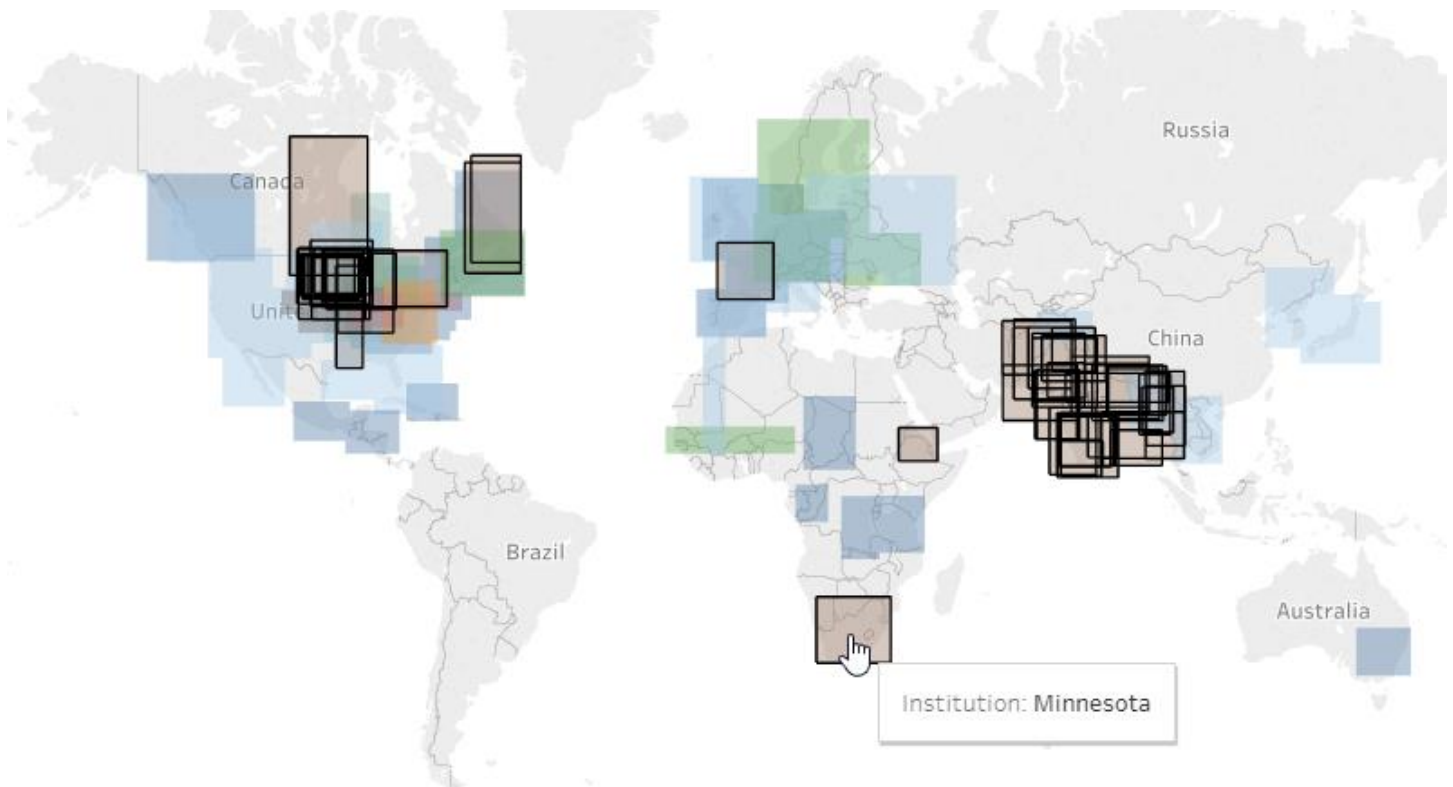 Russia
Canada
China
Unit
Brazil
Australia
Institution: Minnesota